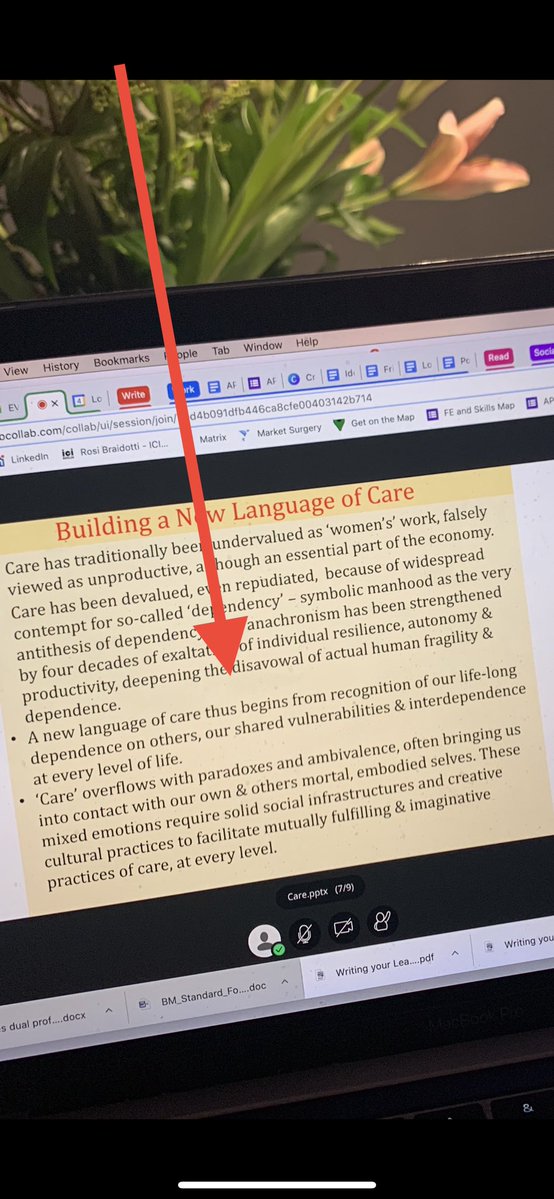 View History Bookmarks People Tab Window Help
EV
Lo
Write
AF
AF
Cr
Id
Fri
Lo
Po
Read
Socia
ocollab.com/collab/ui/session/join/ d4b091dfb446ca8cfe00403142b714
LinkedIn
ici Rosi Braidotti - ICI...
Matrix
Market Surgery
Get on the Map
FE and Skills Map
AP
Building a New Language of Care
Care has traditionally been undervalued as ‘women’s’ work, falsely
viewed as unproductive, although an essential part of the economy.
Care has been devalued, even repudiated, because of widespread
contempt for so-called ‘dependency’ – symbolic manhood as the very
antithesis of dependency anachronism has been strengthened
by four decades of exaltation of individual resilience, autonomy &
productivity, deepening the disavowal of actual human fragility &
dependence.
• A new language of care thus begins from recognition of our life-long
dependence on others, our shared vulnerabilities & interdependence
at every level of life.
• ‘Care’ overflows with paradoxes and ambivalence, often bringing us
into contact with our own & others mortal, embodied selves. These
mixed emotions require solid social infrastructures and creative
cultural practices to facilitate mutually fulfilling & imaginative
practices of care, at every level.
Care.pptx (7/9)
s dual prof....docx
BM_Standard_Fo....doc
Writing your Lea....pdf
Writing you
&